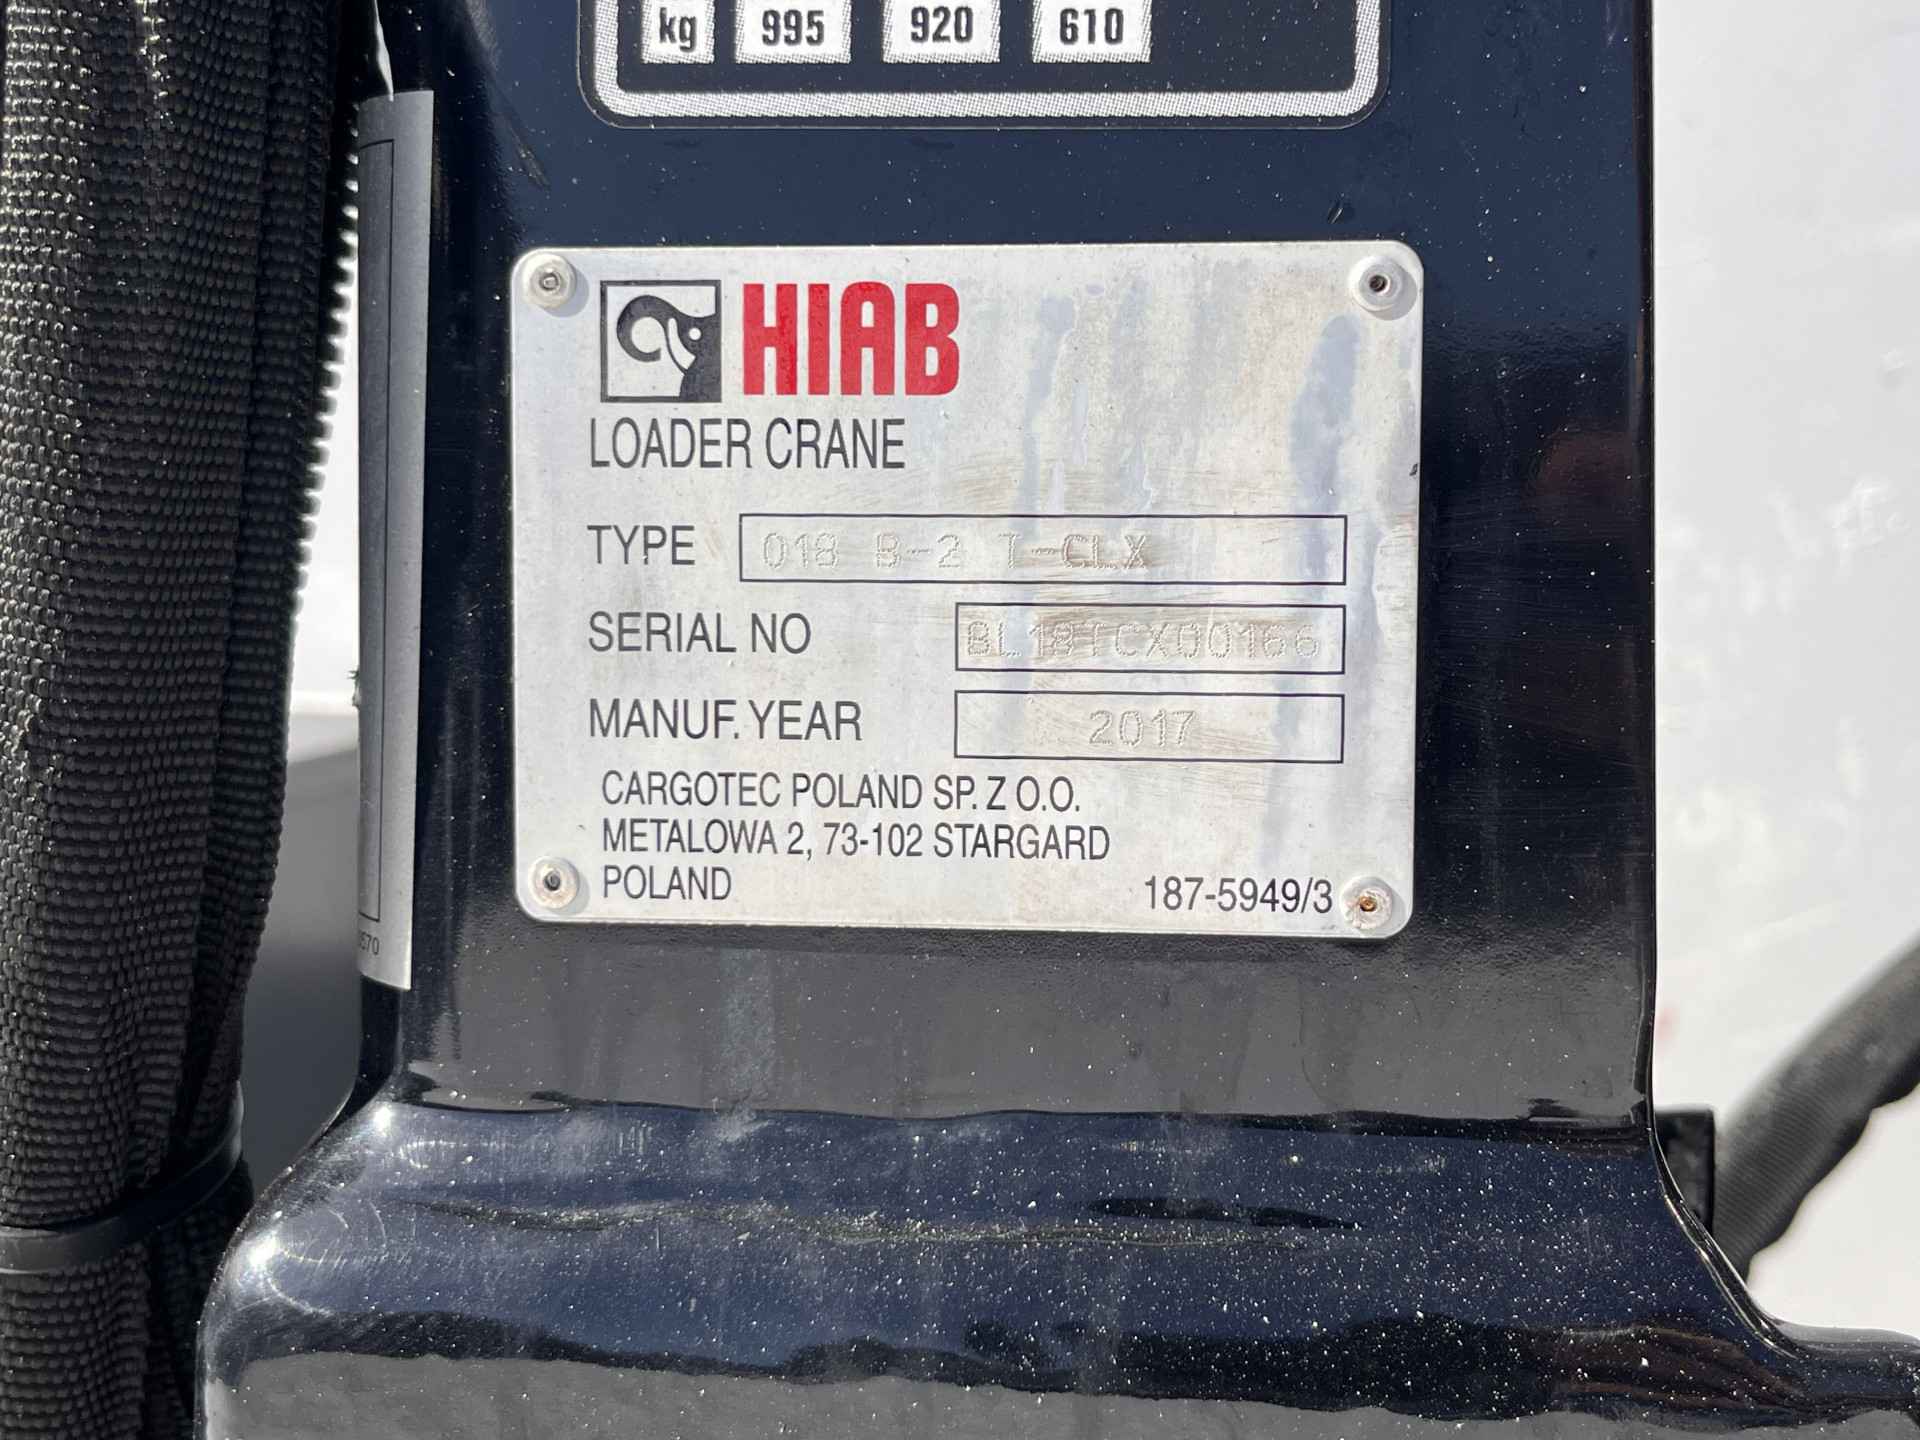 kg 995 920 610
HIAB
LOADER CRANE
TYPE 018 B-2 T-CLX
SERIAL NO BL18TCX00166
MANUF. YEAR 2017
CARGOTEC POLAND SP. Z O.O.
METALOWA 2, 73-102 STARGARD
POLAND
187-5949/3